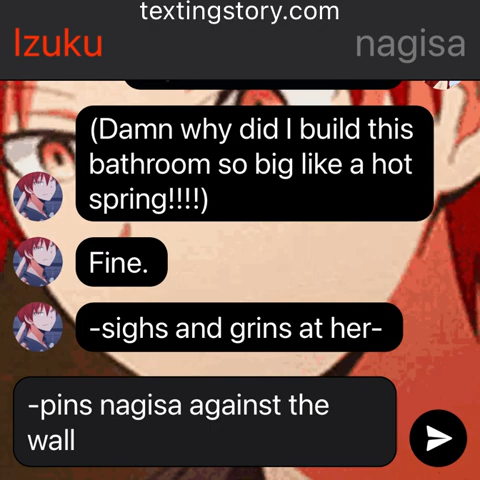 textingstory.com
Izuku
nagisa
(Damn why did I build this
bathroom so big like a hot
spring!!!!)
Fine.
-sighs and grins at her-
-pins nagisa against the
wall